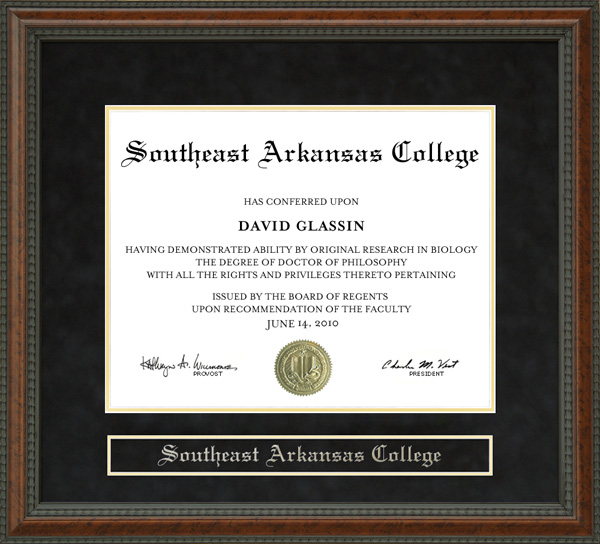 Southeast Arkansas College
HAS CONFERRED UPON
DAVID GLASSIN
HAVING DEMONSTRATED ABILITY BY ORIGINAL RESEARCH IN BIOLOGY
THE DEGREE OF DOCTOR OF PHILOSOPHY
WITH ALL THE RIGHTS AND PRIVILEGES THERETO PERTAINING
ISSUED BY THE BOARD OF REGENTS
UPON RECOMMENDATION OF THE FACULTY
JUNE 14, 2010
Charles M. Vest
PROVOST
PRESIDENT
Southeast Arkansas College